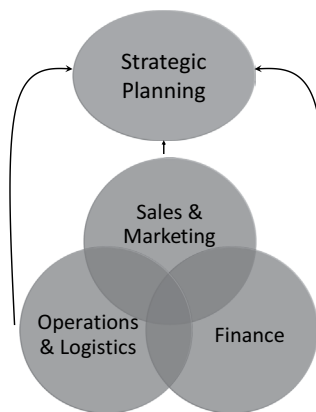 Strategic
Planning
Sales &
Marketing
Operations
& Logistics
Finance